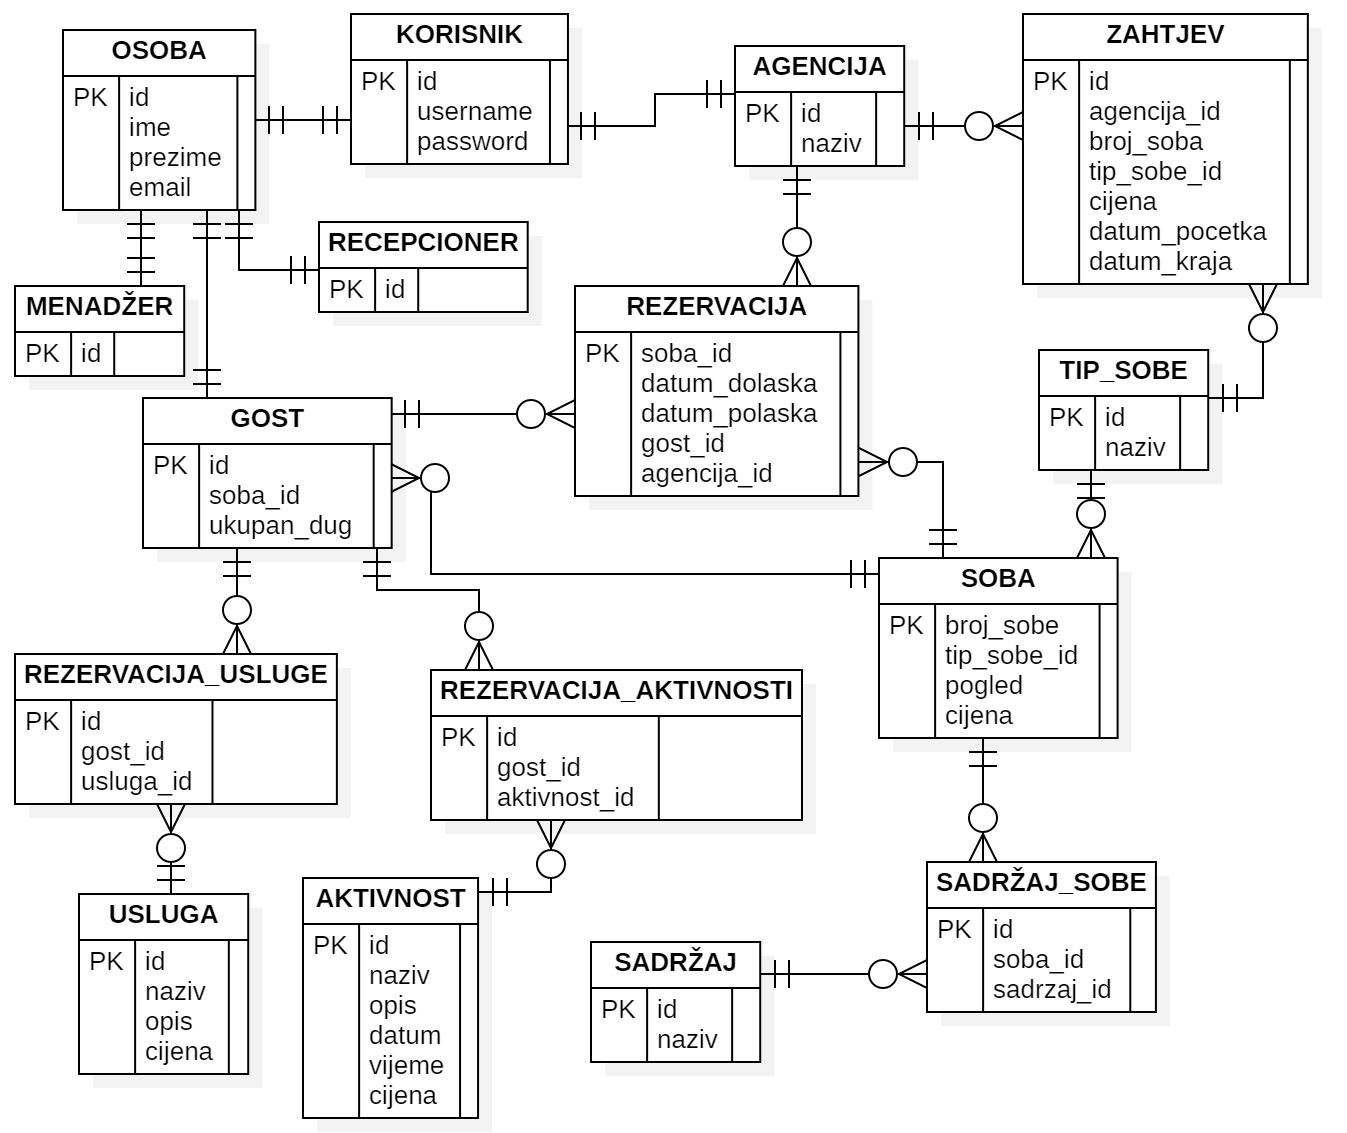 OSOBA
PK id
ime
prezime
email
KORISNIK
PK id
username
password
AGENCIJA
PK id
naziv
ZAHTJEV
PK id
agencija_id
broj_soba
tip_sobe_id
cijena
datum_pocetka
datum_kraja
RECEPCIONER
PK id
MENADŽER
PK id
REZERVACIJA
PK soba_id
datum_dolaska
datum_polaska
gost_id
agencija_id
TIP_SOBE
PK id
naziv
GOST
PK id
soba_id
ukupan_dug
SOBA
PK broj_sobe
tip_sobe_id
pogled
cijena
REZERVACIJA_USLUGE
PK id
gost_id
usluga_id
REZERVACIJA_AKTIVNOSTI
PK id
gost_id
aktivnost_id
USLUGA
PK id
naziv
opis
cijena
AKTIVNOST
PK id
naziv
opis
datum
vijeme
cijena
SADRŽAJ
PK id
naziv
SADRŽAJ_SOBE
PK id
soba_id
sadrzaj_id